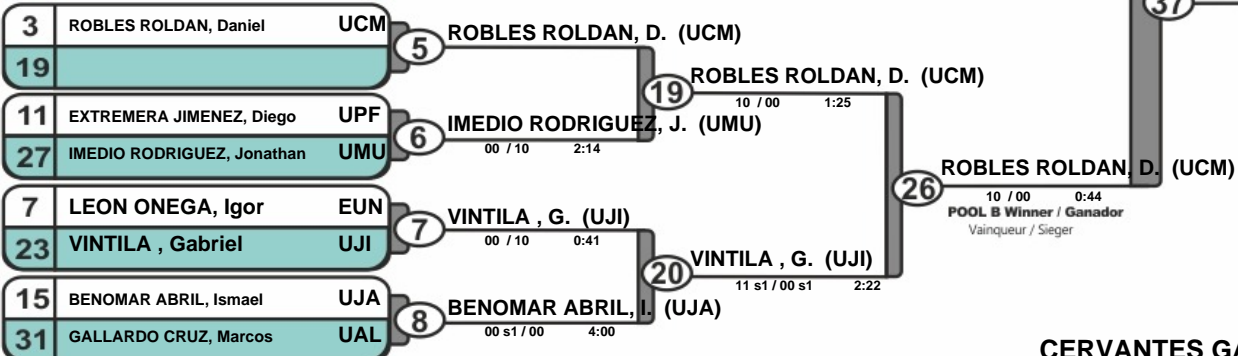 37
3 ROBLES ROLDAN, Daniel UCM
19
5 ROBLES ROLDAN, D. (UCM)
19 ROBLES ROLDAN, D. (UCM)
10 / 00 1:25
11 EXTREMERA JIMENEZ, Diego UPF
27 IMEDIO RODRIGUEZ, Jonathan UMU
6 IMEDIO RODRIGUEZ, J. (UMU)
00 / 10 2:14
26 ROBLES ROLDAN, D. (UCM)
10 / 00 0:44
POOL B Winner / Ganador
Vainqueur / Sieger
7 LEON ONEGA, Igor EUN
23 VINTILA , Gabriel UJI
7 VINTILA , G. (UJI)
00 / 10 0:41
20 VINTILA , G. (UJI)
11 s1 / 00 s1 2:22
15 BENOMAR ABRIL, Ismael UJA
31 GALLARDO CRUZ, Marcos UAL
8 BENOMAR ABRIL, I. (UJA)
00 s1 / 00 4:00
CERVANTES GA